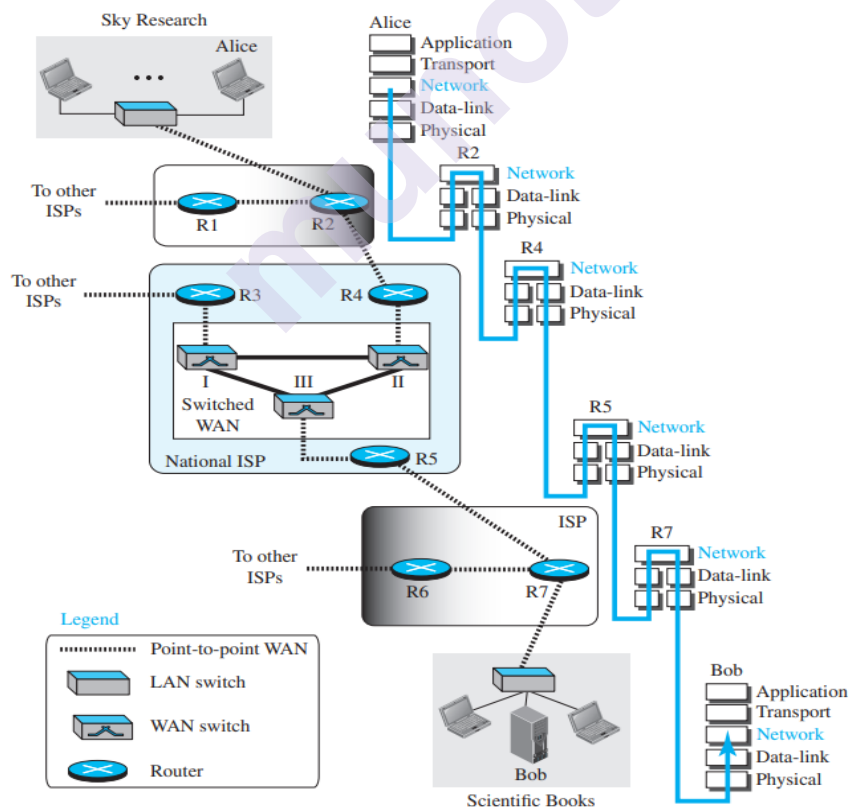 Sky Research
Alice
Alice
Application
Transport
Network
Data-link
Physical
R2
Network
Data-link
Physical
To other
ISPs
R1
R2
R4
Network
Data-link
Physical
To other
ISPs
R3
R4
I
III
II
Switched
WAN
National ISP
R5
R5
Network
Data-link
Physical
ISP
To other
ISPs
R6
R7
R7
Network
Data-link
Physical
Legend
Point-to-point WAN
LAN switch
WAN switch
Router
Bob
Scientific Books
Bob
Application
Transport
Network
Data-link
Physical